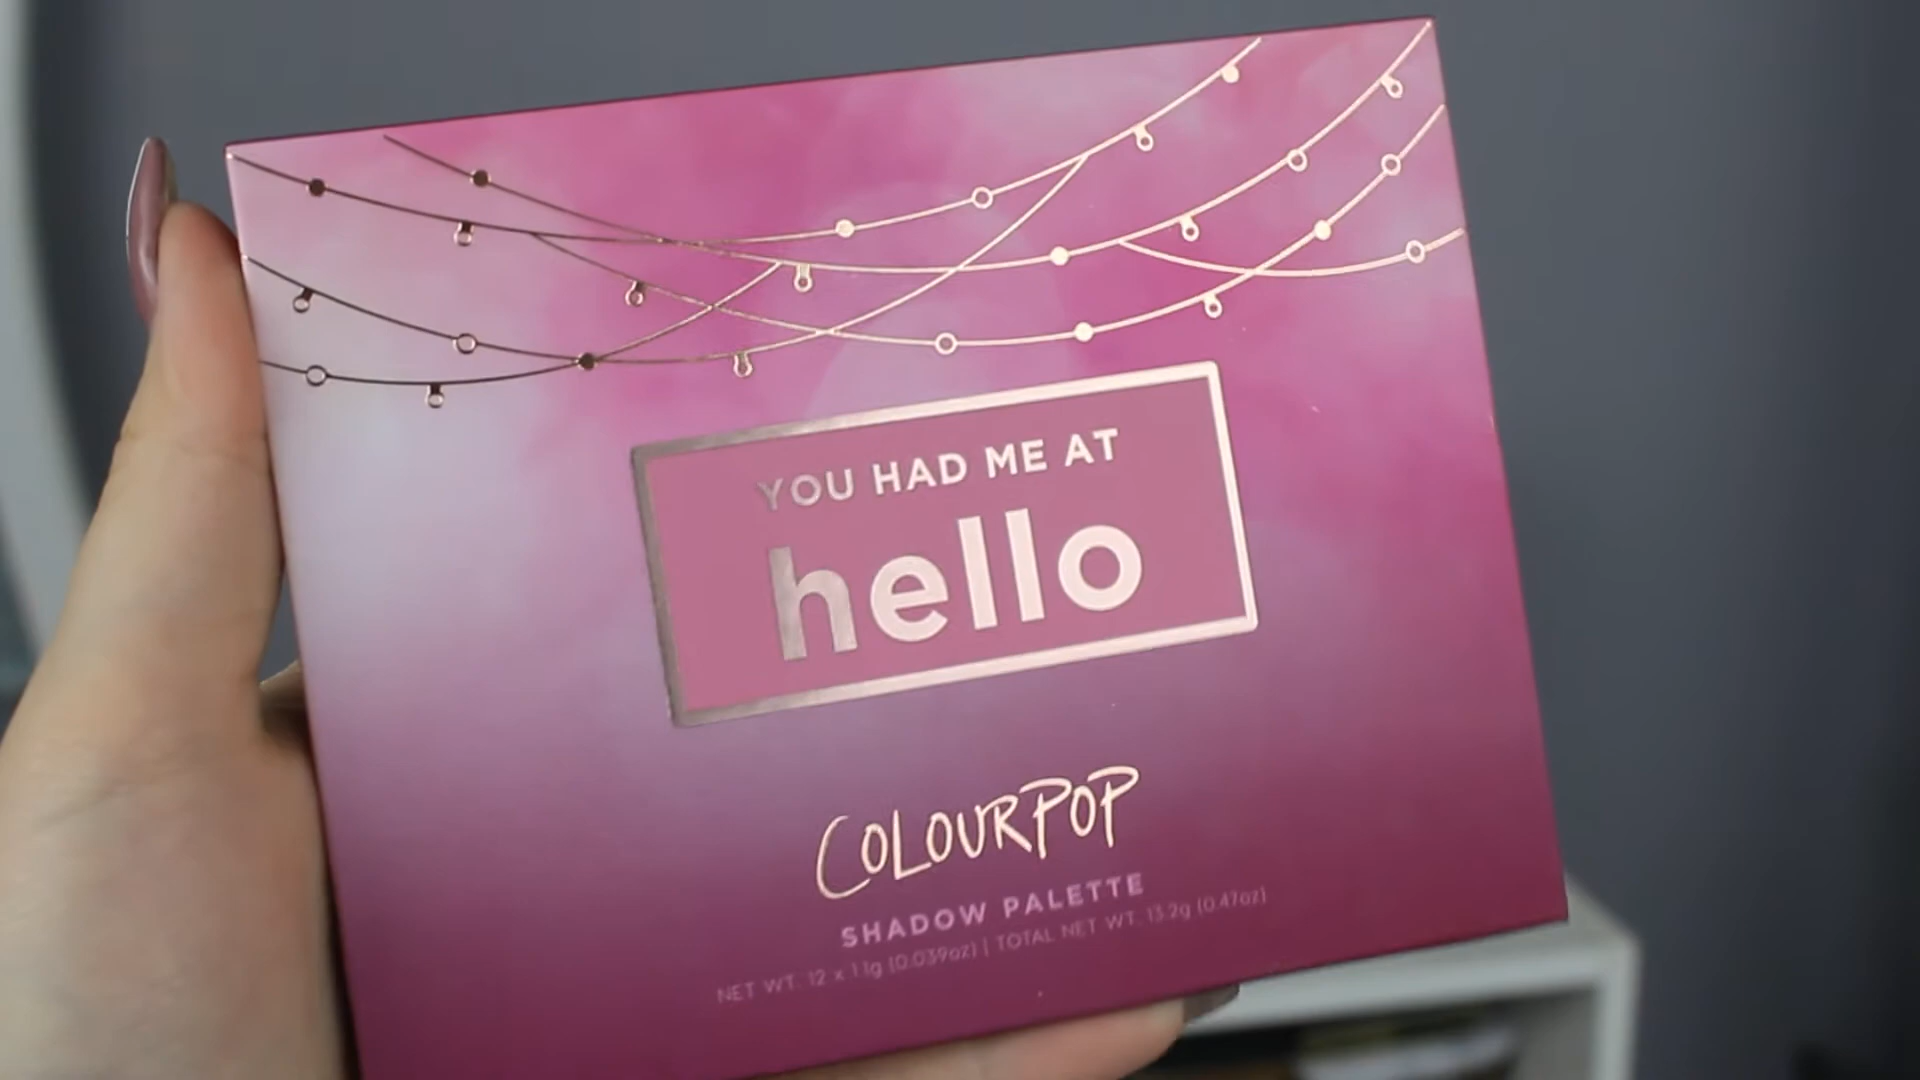 YOU HAD ME AT
hello
COLOURPOP
SHADOW PALETTE
NET WT. 12 x 1.1g (0.039oz) | TOTAL NET WT. 13.2g (0.47oz)